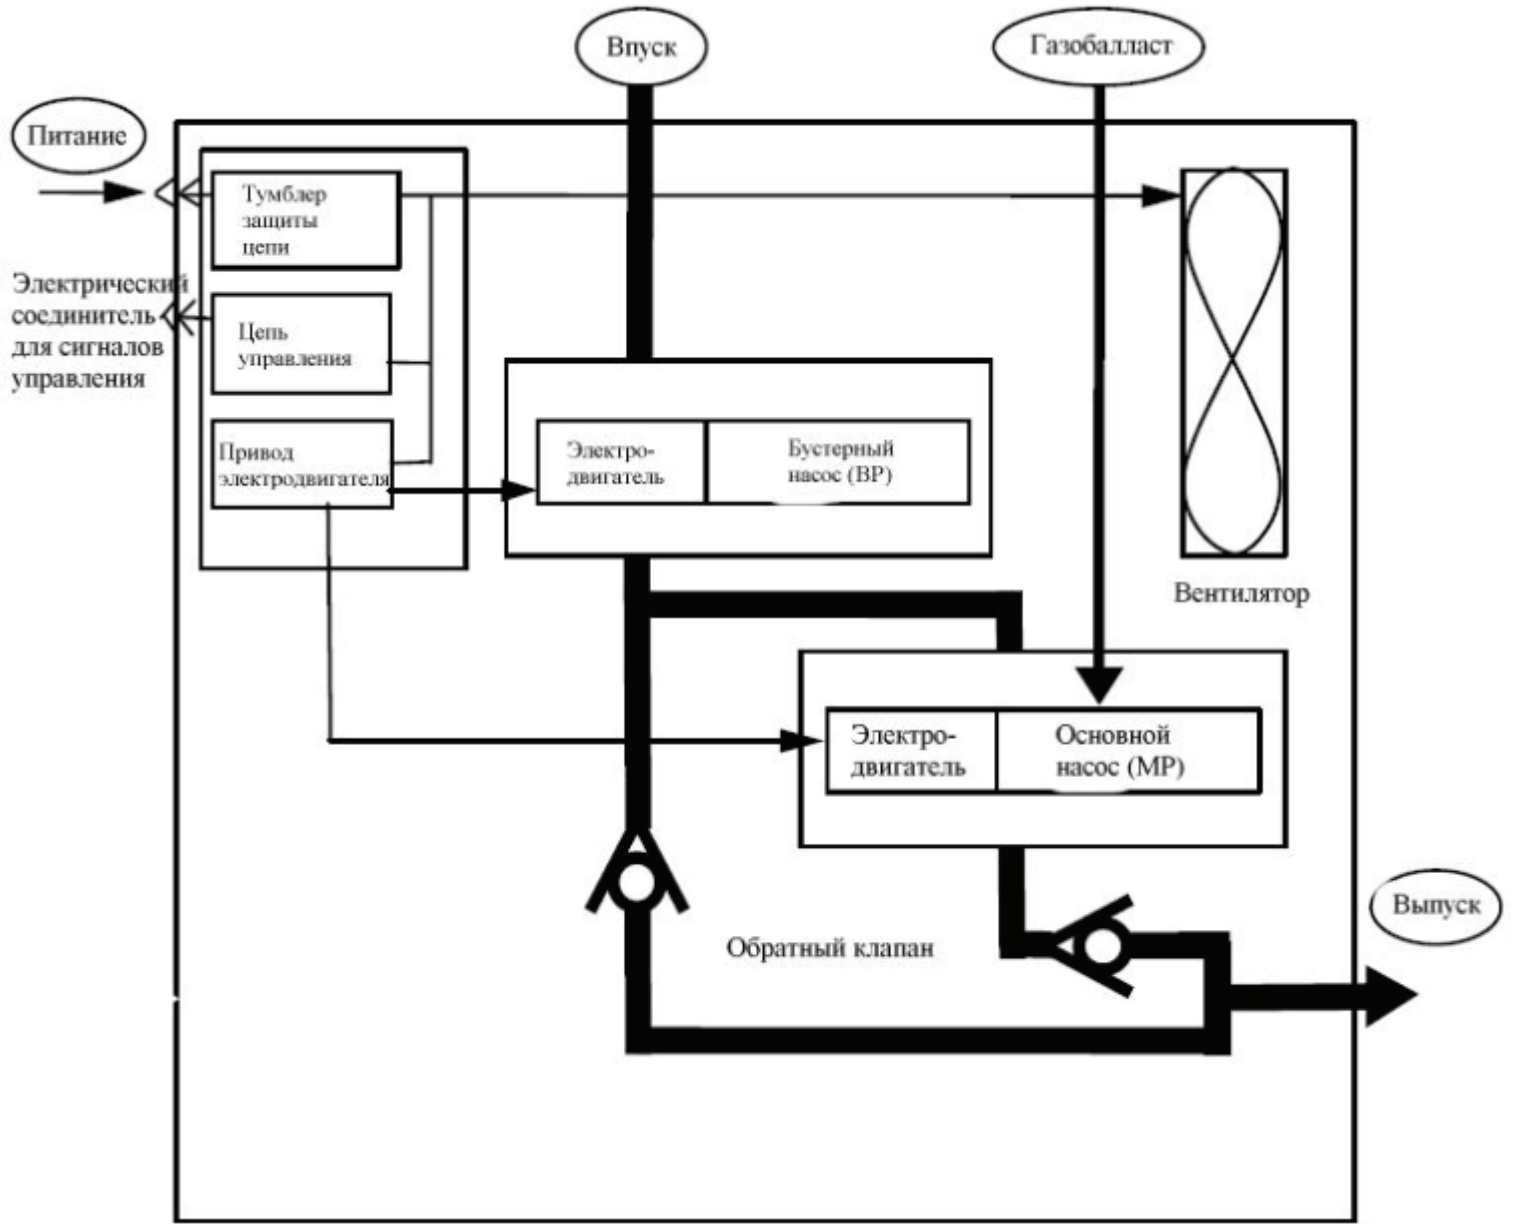 Впуск
Газобалласт
Питание
Тумблер
защиты
цепи
Электрический
соединитель
для сигналов
управления
Цепь
управления
Привод
электродвигателя
Электро-
двигатель
Бустерный
насос (BP)
Вентилятор
Электро-
двигатель
Основной
насос (MP)
Выпуск
Обратный клапан